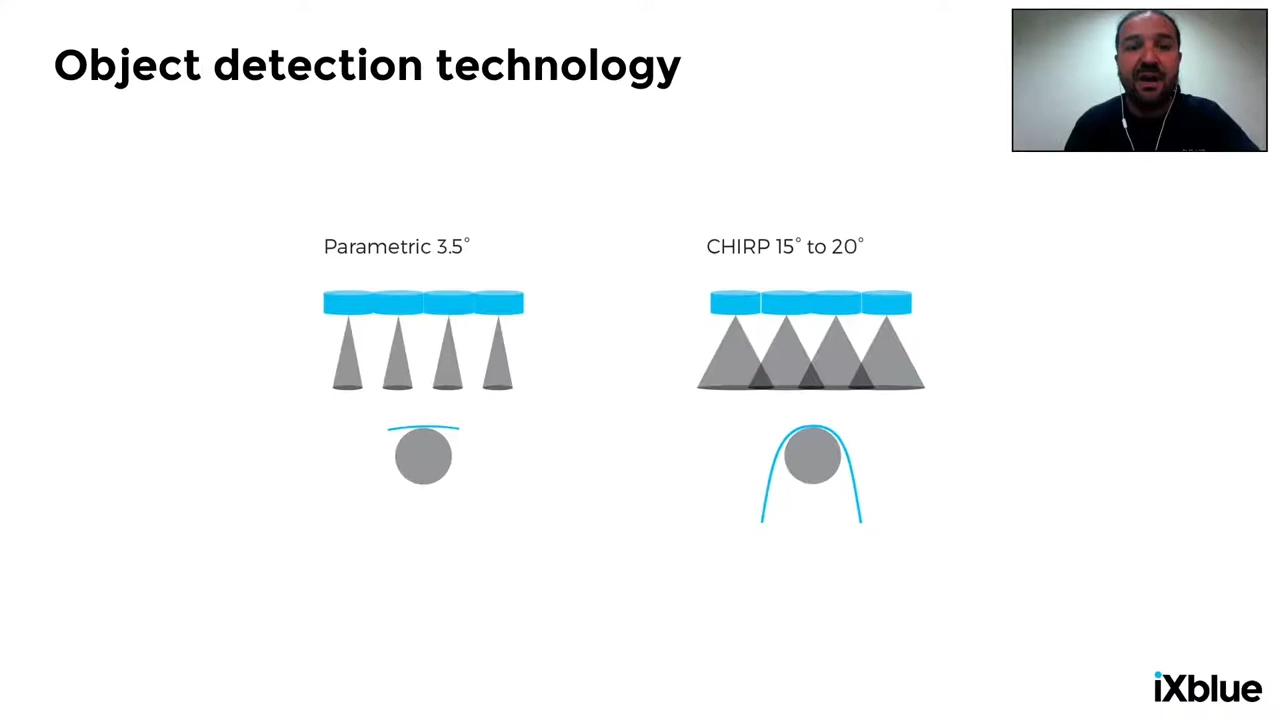 Object detection technology
Parametric 3.5°
CHIRP 15° to 20°
iXblue